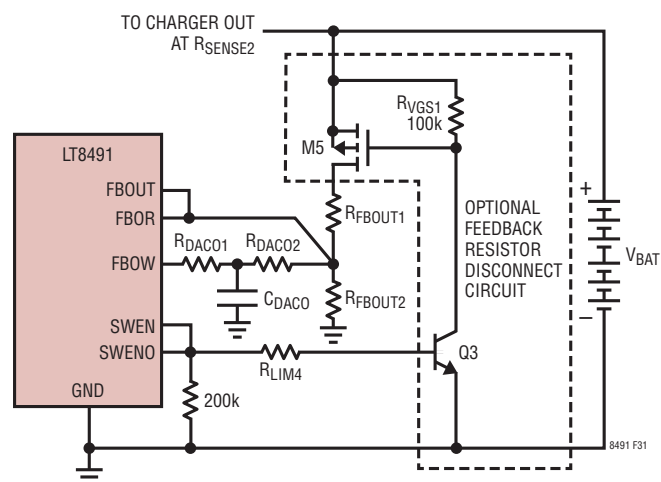 TO CHARGER OUT
AT RSENSE2
RVGS1
100k
M5
LT8491
FBOUT
FBOR
FBOW
RDACO1
RDACO2
CDACO
RFBOUT1
RFBOUT2
OPTIONAL
FEEDBACK
RESISTOR
DISCONNECT
CIRCUIT
+
VBAT
–
SWEN
SWENO
RLIM4
Q3
200k
GND
8491 F31